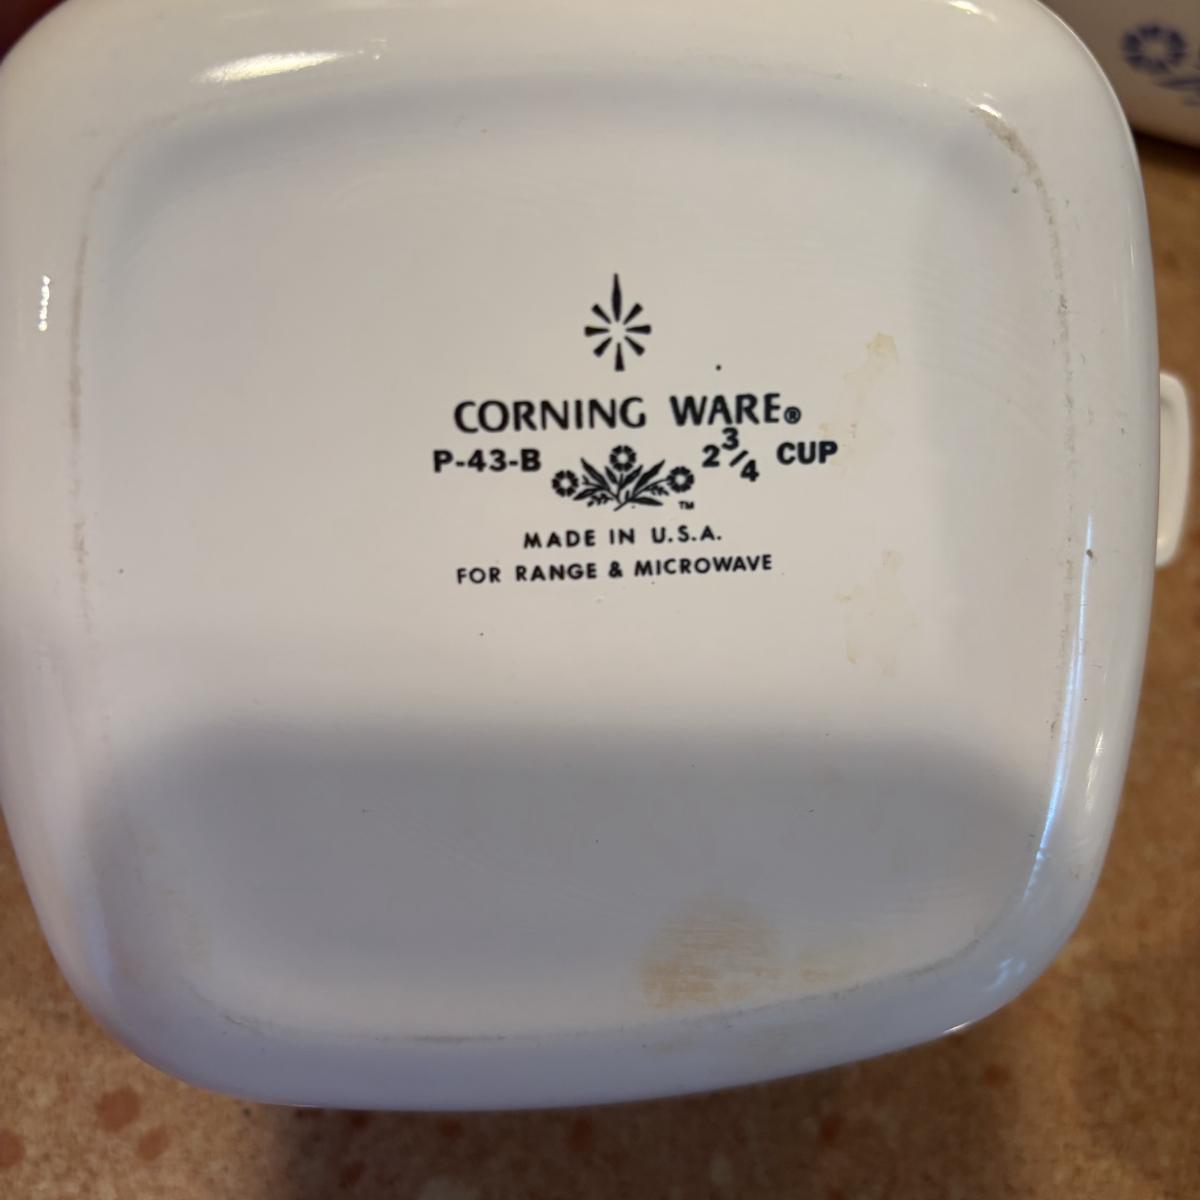 CORNING WARE®
P-43-B 2 3/4 CUP
™
MADE IN U.S.A.
FOR RANGE & MICROWAVE